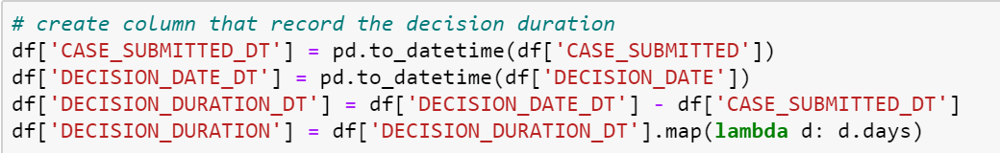 # create column that record the decision duration
df['CASE_SUBMITTED_DT'] = pd.to_datetime(df['CASE_SUBMITTED'])
df['DECISION_DATE_DT'] = pd.to_datetime(df['DECISION_DATE'])
df['DECISION_DURATION_DT'] = df['DECISION_DATE_DT'] - df['CASE_SUBMITTED_DT']
df['DECISION_DURATION'] = df['DECISION_DURATION_DT'].map(lambda d: d.days)